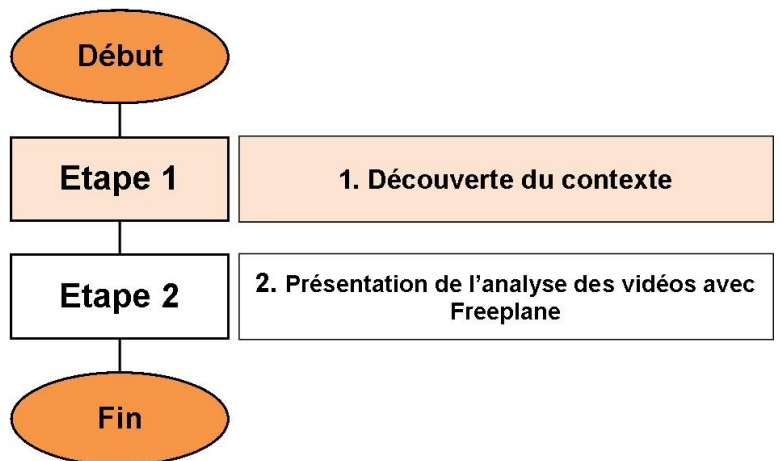 Début
Etape 1
1. Découverte du contexte
Etape 2
2. Présentation de l’analyse des vidéos avec
Freeplane
Fin